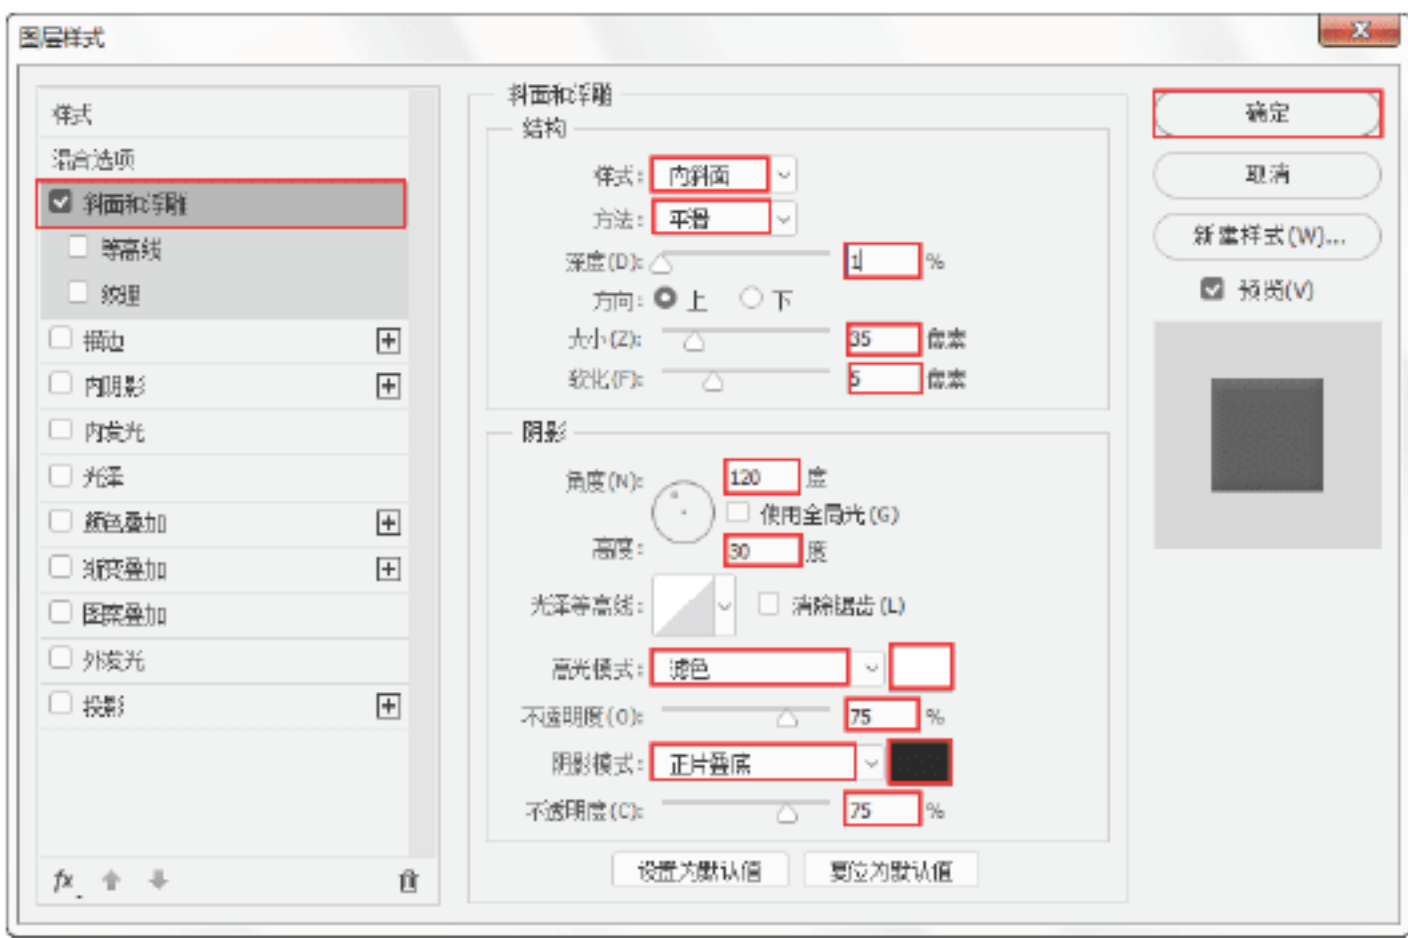 图层样式
样式
混合选项
斜面和浮雕
等高线
纹理
描边
内阴影
内发光
光泽
颜色叠加
渐变叠加
图案叠加
外发光
投影
fx
斜面和浮雕
结构
样式: 内斜面
方法: 平滑
深度(D): 1 %
方向: 上 下
大小(Z): 35 像素
软化(F): 5 像素
阴影
角度(N): 120 度
使用全局光(G)
高度: 30 度
光泽等高线: 消除锯齿(L)
高光模式: 滤色
不透明度(O): 75 %
阴影模式: 正片叠底
不透明度(C): 75 %
设置为默认值 复位为默认值
确定
取消
新建样式(W)...
预览(V)